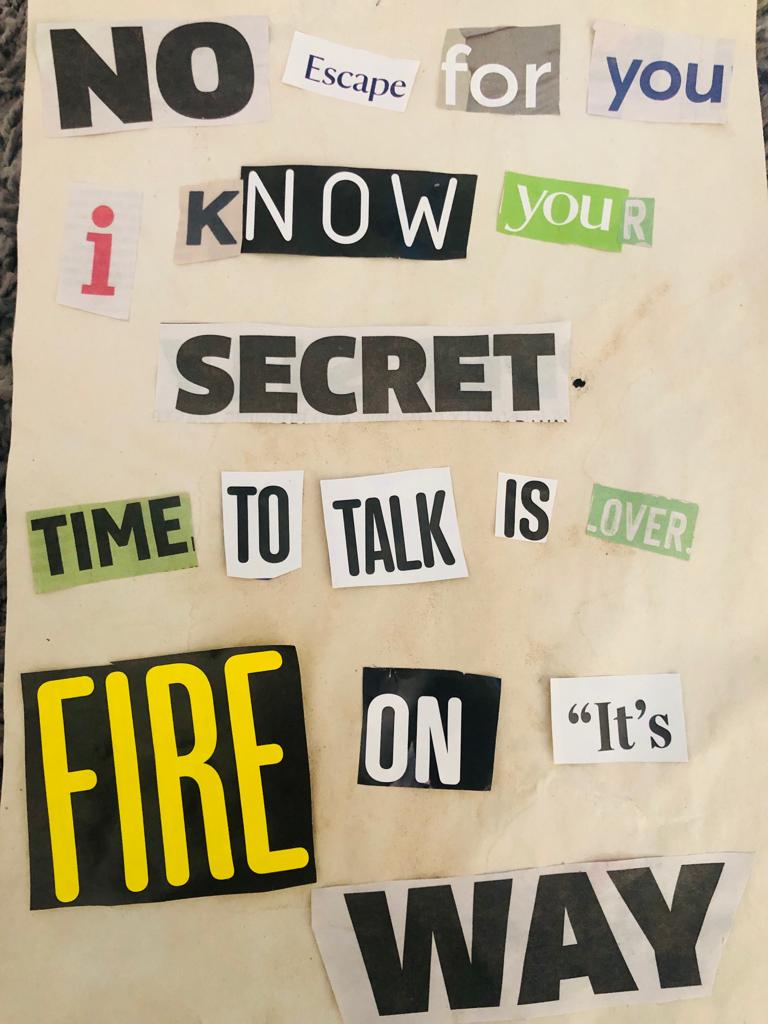 NO Escape for you
i KNOW youR
SECRET
TIME. TO TALK IS OVER.
FIRE ON "It's
WAY